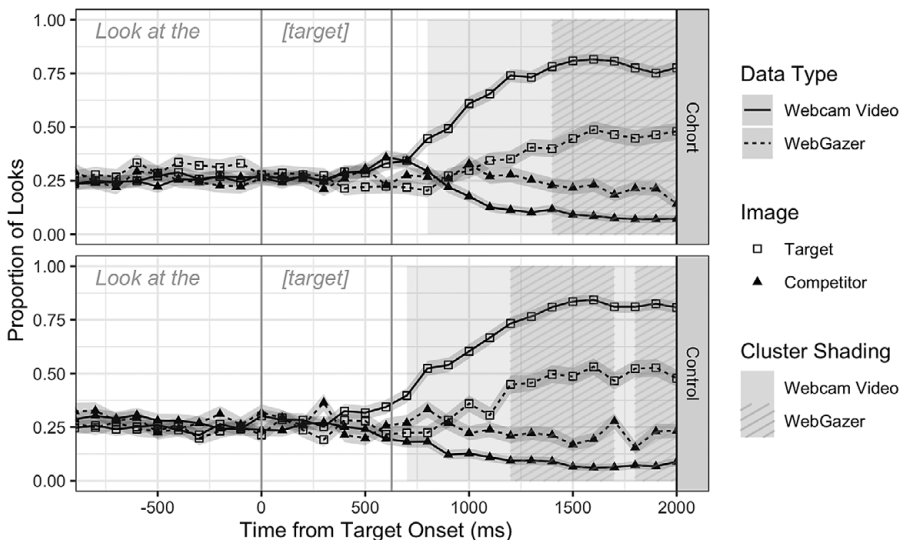 Proportion of Looks
1.00
0.75
0.50
0.25
0.00
Look at the
[target]
Cohort
1.00
0.75
0.50
0.25
0.00
Look at the
[target]
Control
-500
0
500
1000
1500
2000
Time from Target Onset (ms)
Data Type
Webcam Video
WebGazer
Image
Target
Competitor
Cluster Shading
Webcam Video
WebGazer